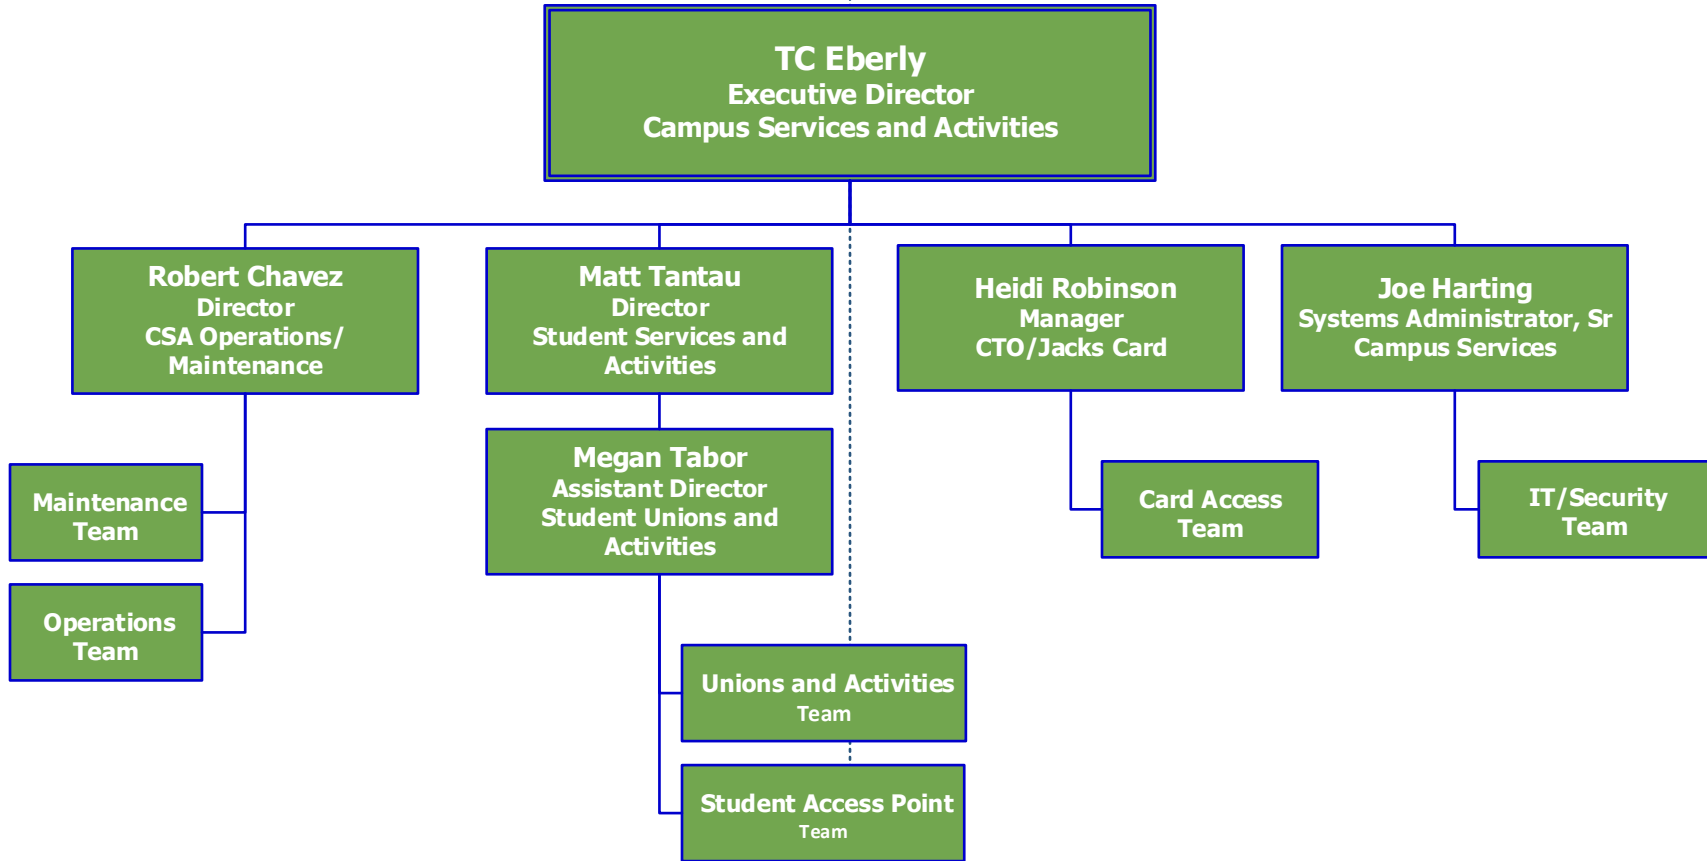 TC Eberly
Executive Director
Campus Services and Activities
Robert Chavez
Director
CSA Operations/
Maintenance
Matt Tantau
Director
Student Services and
Activities
Heidi Robinson
Manager
CTO/Jacks Card
Joe Harting
Systems Administrator, Sr
Campus Services
Megan Tabor
Assistant Director
Student Unions and
Activities
Maintenance
Team
Card Access
Team
IT/Security
Team
Operations
Team
Unions and Activities
Team
Student Access Point
Team